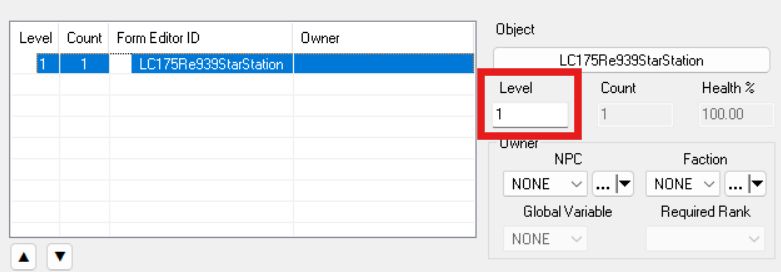 Level Count Form Editor ID Owner
1 1 LC175Re939StarStation
Object
LC175Re939StarStation
Level Count Health %
1 1 100.00
Owner
NPC Faction
NONE ... NONE ...
Global Variable Required Rank
NONE